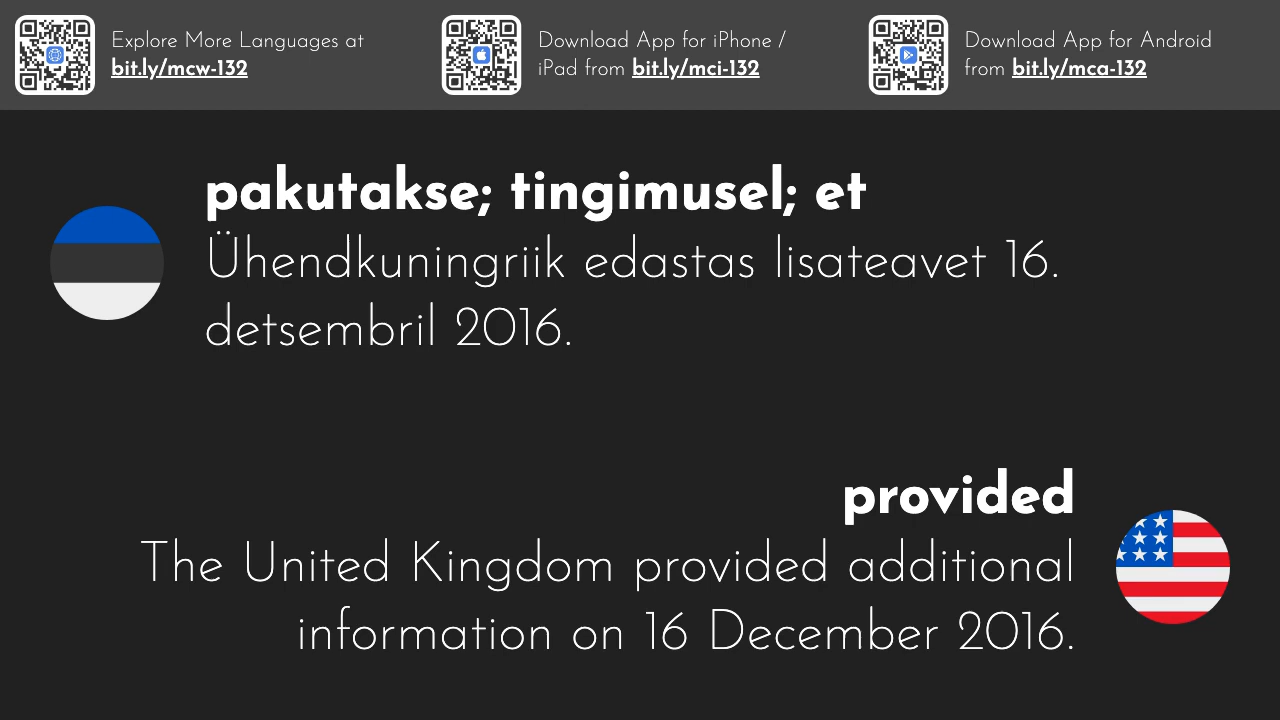 Explore More Languages at
bit.ly/mcw-132
Download App for iPhone /
iPad from bit.ly/mci-132
Download App for Android
from bit.ly/mca-132
pakutakse; tingimusel; et
Ühendkuningriik edastas lisateavet 16.
detsembril 2016.
provided
The United Kingdom provided additional
information on 16 December 2016.